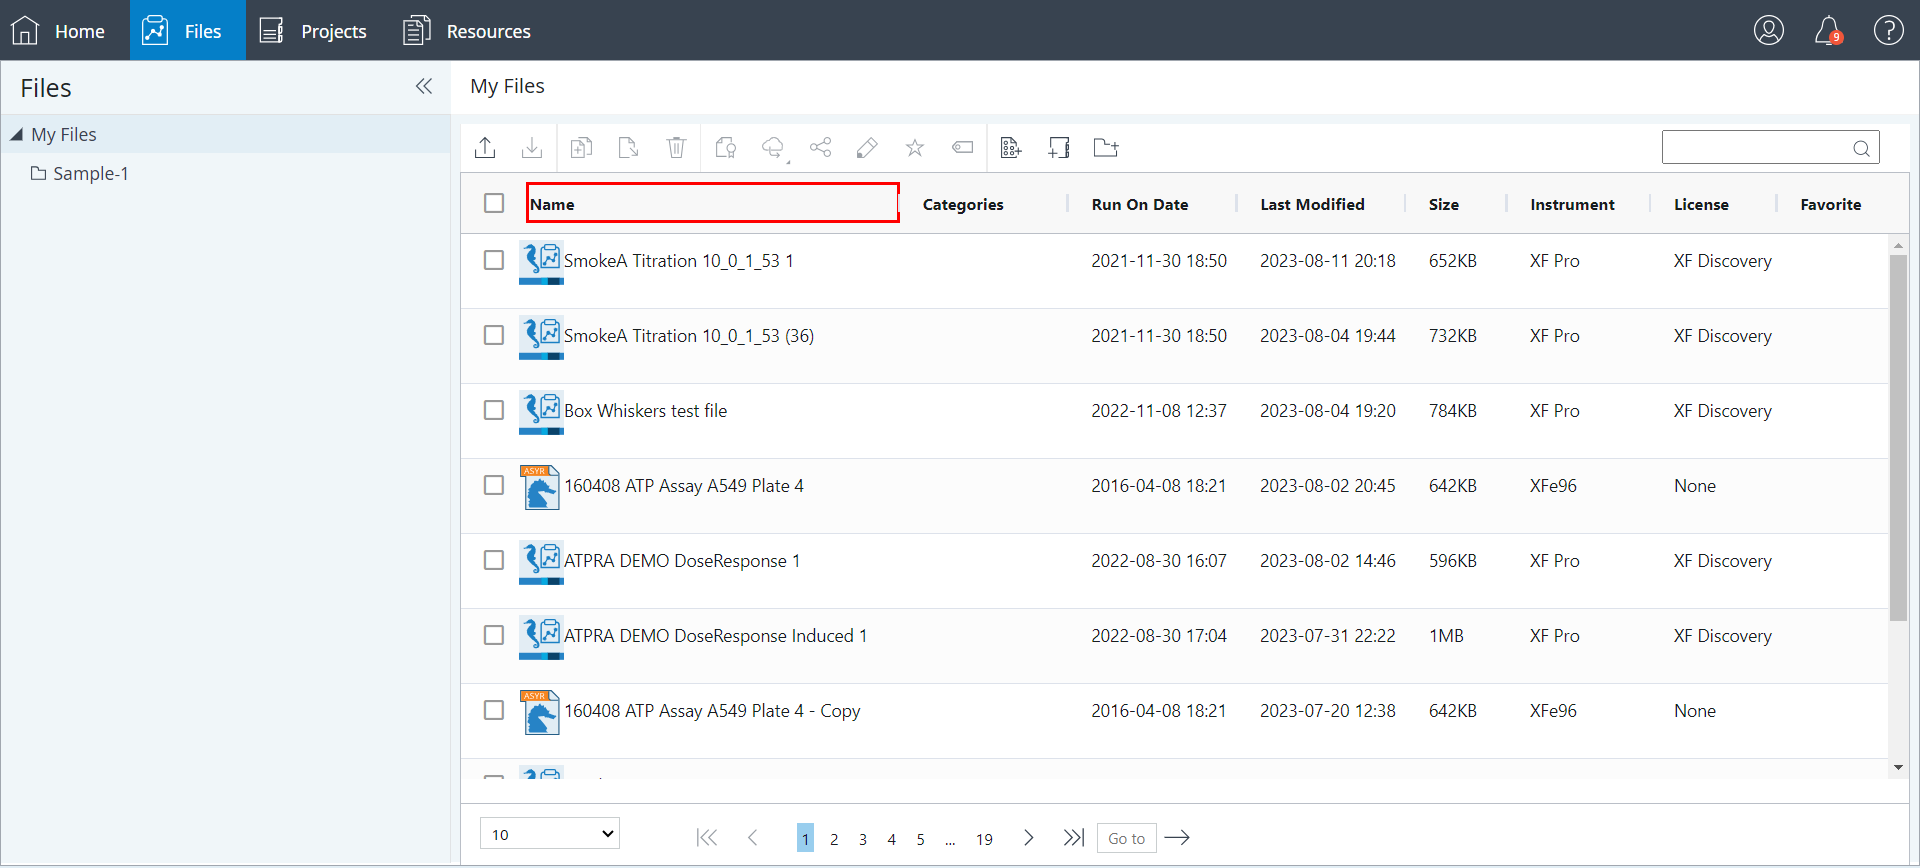 Home Files Projects Resources 9 ?
Files
My Files
Sample-1
My Files
Name Categories Run On Date Last Modified Size Instrument License Favorite
SmokeA Titration 10_0_1_53 1 2021-11-30 18:50 2023-08-11 20:18 652KB XF Pro XF Discovery
SmokeA Titration 10_0_1_53 (36) 2021-11-30 18:50 2023-08-04 19:44 732KB XF Pro XF Discovery
Box Whiskers test file 2022-11-08 12:37 2023-08-04 19:20 784KB XF Pro XF Discovery
ASYR 160408 ATP Assay A549 Plate 4 2016-04-08 18:21 2023-08-02 20:45 642KB XFe96 None
ATPRA DEMO DoseResponse 1 2022-08-30 16:07 2023-08-02 14:46 596KB XF Pro XF Discovery
ATPRA DEMO DoseResponse Induced 1 2022-08-30 17:04 2023-07-31 22:22 1MB XF Pro XF Discovery
ASYR 160408 ATP Assay A549 Plate 4 - Copy 2016-04-08 18:21 2023-07-20 12:38 642KB XFe96 None
10 1 2 3 4 5 ... 19 Go to